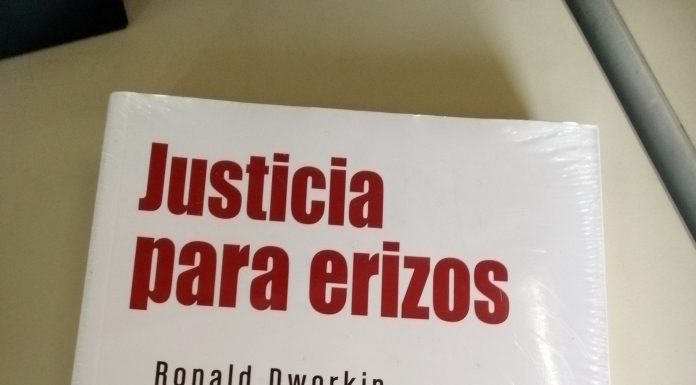 Justicia
para erizos
Ronald Dworkin